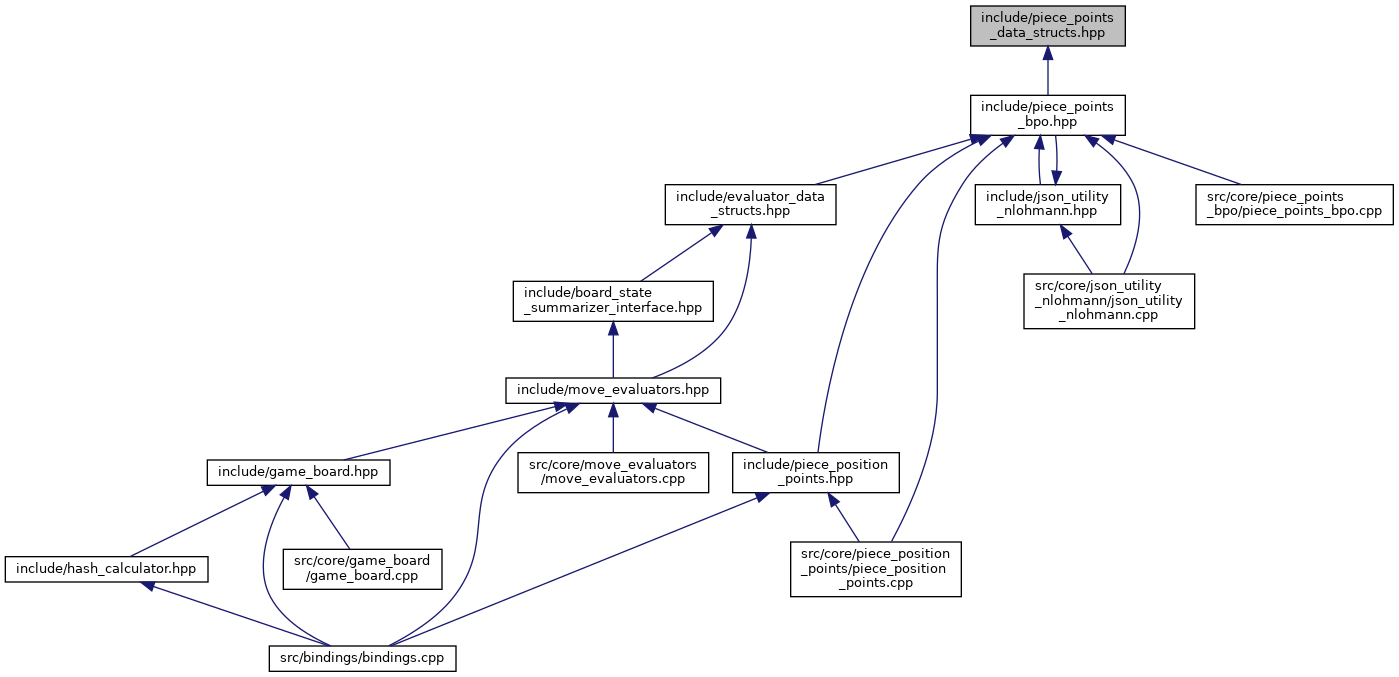 include/piece_points
_data_structs.hpp
include/piece_points
_bpo.hpp
include/evaluator_data
_structs.hpp
include/json_utility
_nlohmann.hpp
src/core/piece_points
_bpo/piece_points_bpo.cpp
include/board_state
_summarizer_interface.hpp
src/core/json_utility
_nlohmann/json_utility
_nlohmann.cpp
include/move_evaluators.hpp
include/game_board.hpp
src/core/move_evaluators
/move_evaluators.cpp
include/piece_position
_points.hpp
include/hash_calculator.hpp
src/core/game_board
/game_board.cpp
src/core/piece_position
_points/piece_position
_points.cpp
src/bindings/bindings.cpp